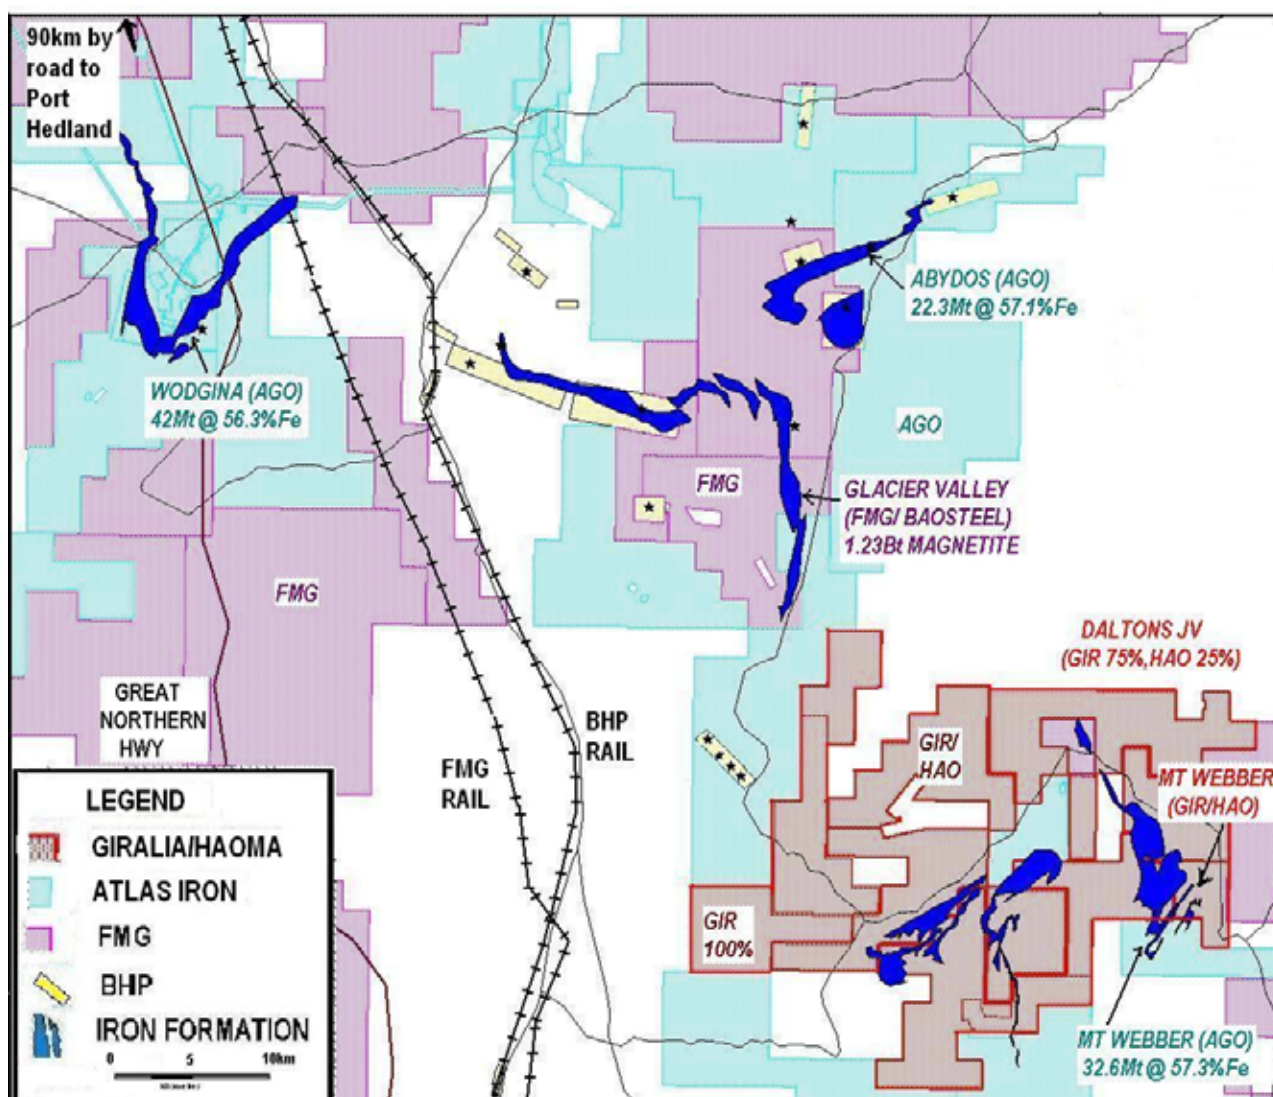 90km by
road to
Port
Hedland
ABYDOS (AGO)
22.3Mt @ 57.1%Fe
WODGINA (AGO)
42Mt @ 56.3%Fe
AGO
FMG
GLACIER VALLEY
(FMG/ BAOSTEEL)
1.23Bt MAGNETITE
FMG
DALTONS JV
(GIR 75%,HAO 25%)
GREAT
NORTHERN
HWY
BHP
RAIL
FMG
RAIL
GIR/
HAO
MT WEBBER
(GIR/HAO)
GIR
100%
MT WEBBER (AGO)
32.6Mt @ 57.3%Fe
LEGEND
GIRALIA/HAOMA
ATLAS IRON
FMG
BHP
IRON FORMATION
0 5 10km